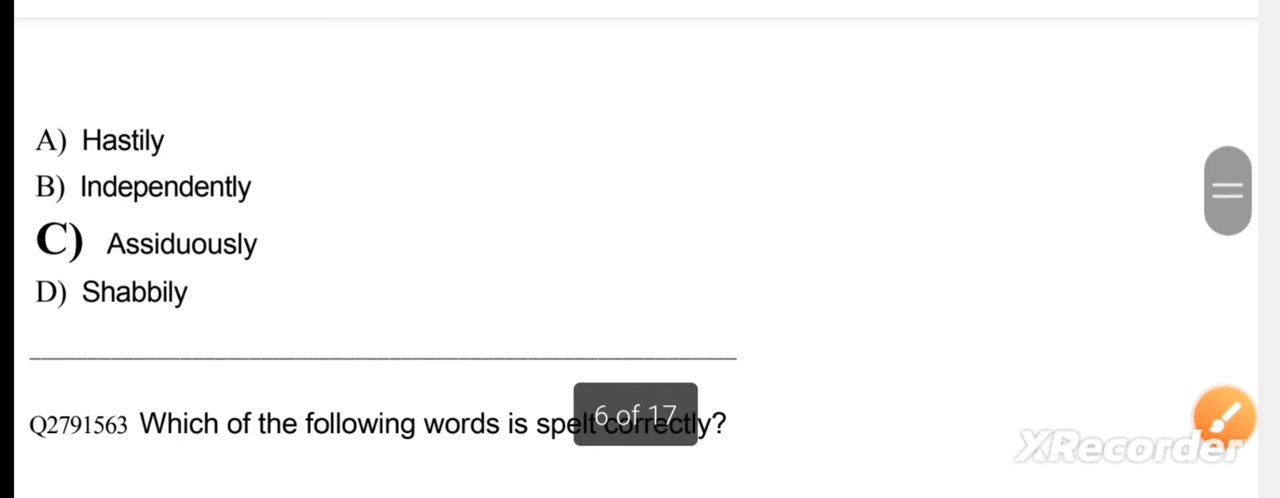 A) Hastily
B) Independently
C) Assiduously
D) Shabbily
Q2791563 Which of the following words is spelt correctly?
6 of 17
XRecorder